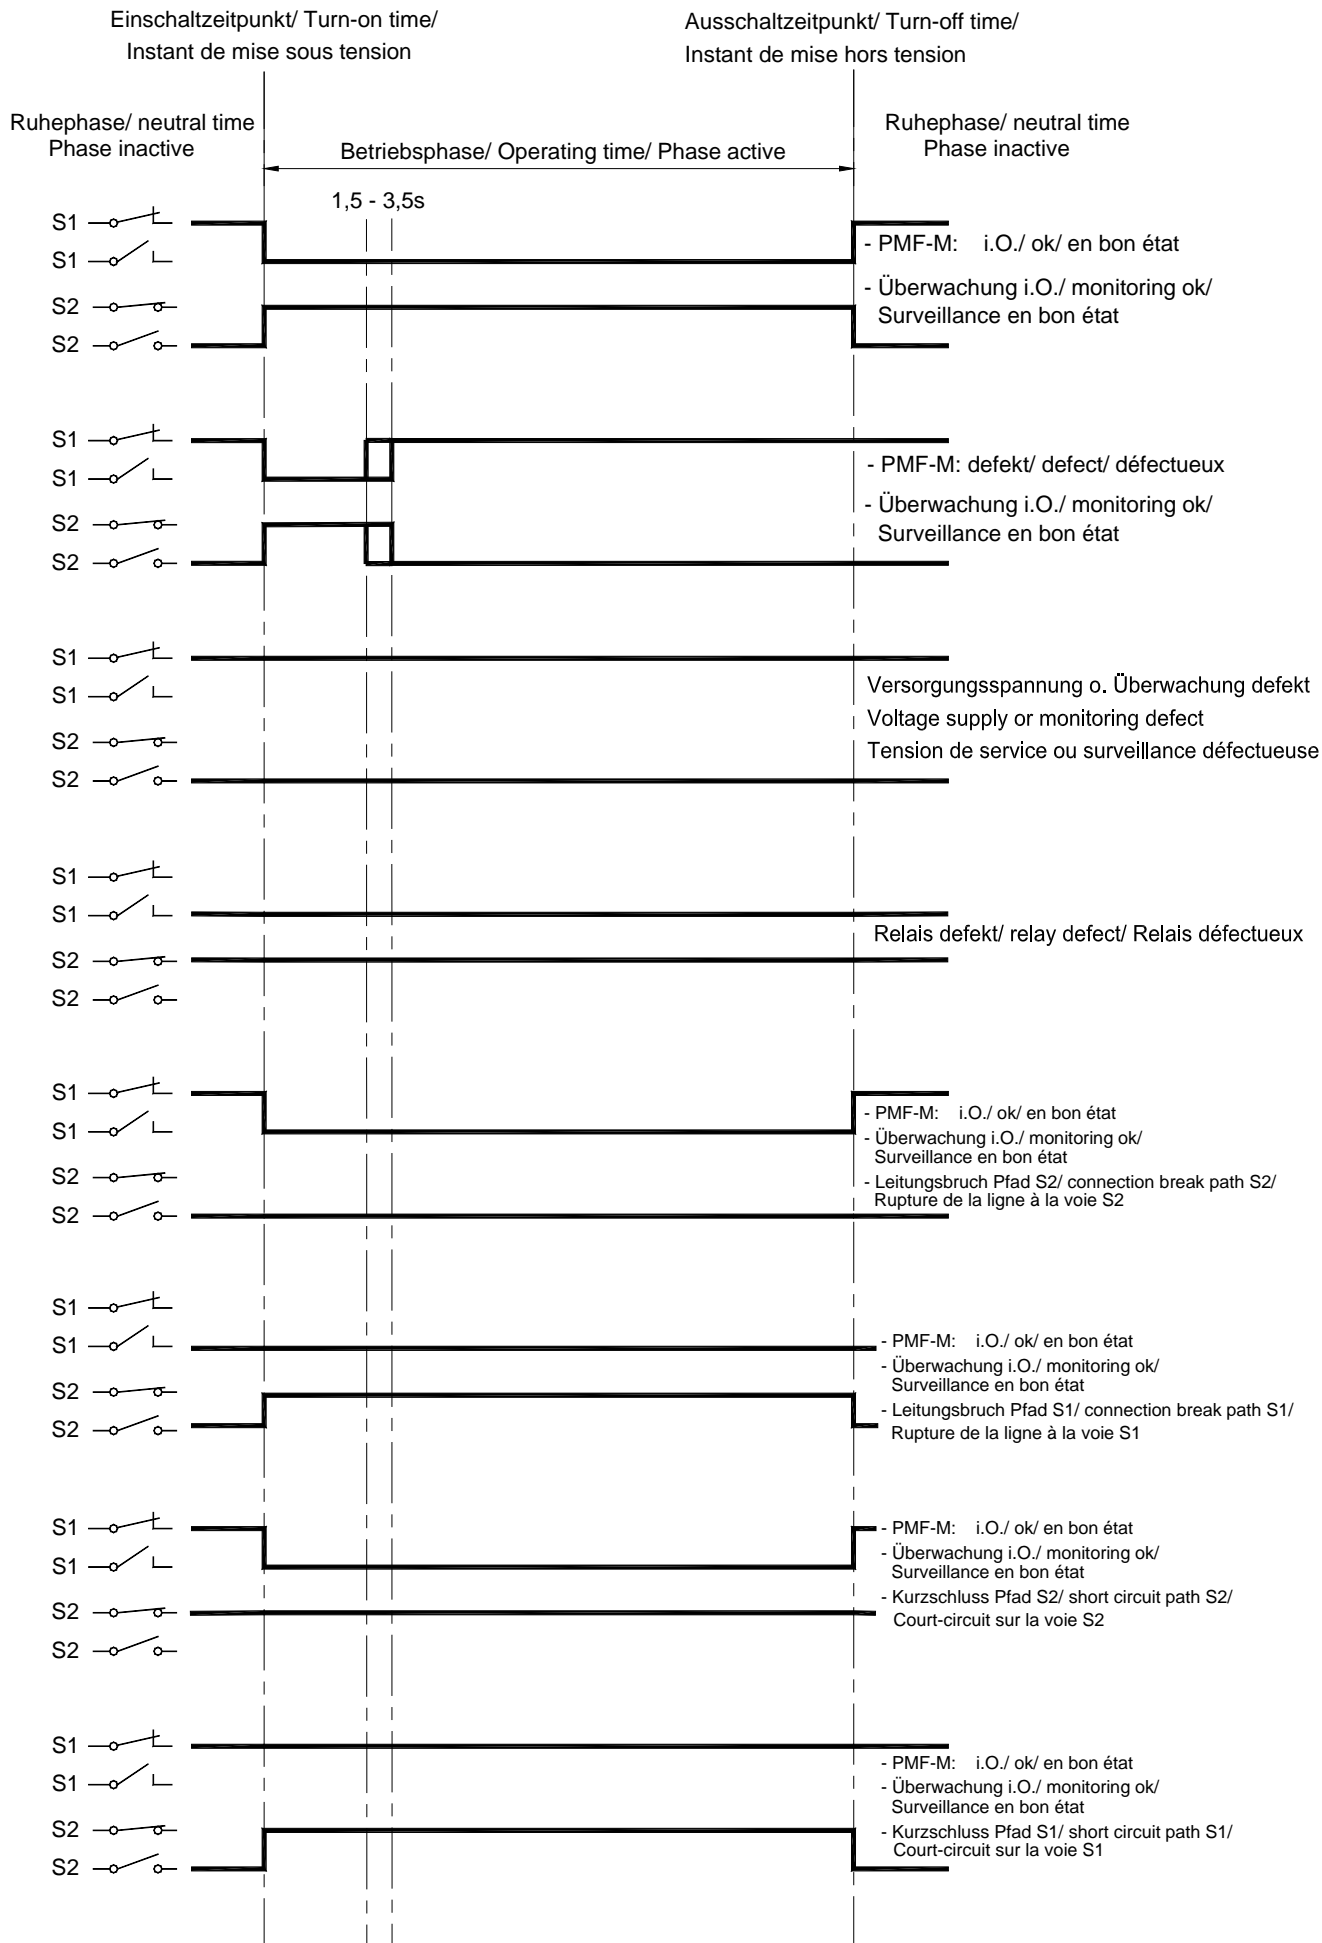 Einschaltzeitpunkt/ Turn-on time/
Instant de mise sous tension
Ausschaltzeitpunkt/ Turn-off time/
Instant de mise hors tension
Ruhephase/ neutral time
Phase inactive
Betriebsphase/ Operating time/ Phase active
Ruhephase/ neutral time
Phase inactive
1,5 - 3,5s
S1
S1
S2
S2
- PMF-M: i.O./ ok/ en bon état
- Überwachung i.O./ monitoring ok/
Surveillance en bon état
S1
S1
S2
S2
- PMF-M: defekt/ defect/ défectueux
- Überwachung i.O./ monitoring ok/
Surveillance en bon état
S1
S1
S2
S2
Versorgungsspannung o. Überwachung defekt
Voltage supply or monitoring defect
Tension de service ou surveillance défectueuse
S1
S1
S2
S2
Relais defekt/ relay defect/ Relais défectueux
S1
S1
S2
S2
- PMF-M: i.O./ ok/ en bon état
- Überwachung i.O./ monitoring ok/
Surveillance en bon état
- Leitungsbruch Pfad S2/ connection break path S2/
Rupture de la ligne à la voie S2
S1
S1
S2
S2
- PMF-M: i.O./ ok/ en bon état
- Überwachung i.O./ monitoring ok/
Surveillance en bon état
- Leitungsbruch Pfad S1/ connection break path S1/
Rupture de la ligne à la voie S1
S1
S1
S2
S2
- PMF-M: i.O./ ok/ en bon état
- Überwachung i.O./ monitoring ok/
Surveillance en bon état
- Kurzschluss Pfad S2/ short circuit path S2/
Court-circuit sur la voie S2
S1
S1
S2
S2
- PMF-M: i.O./ ok/ en bon état
- Überwachung i.O./ monitoring ok/
Surveillance en bon état
- Kurzschluss Pfad S1/ short circuit path S1/
Court-circuit sur la voie S1